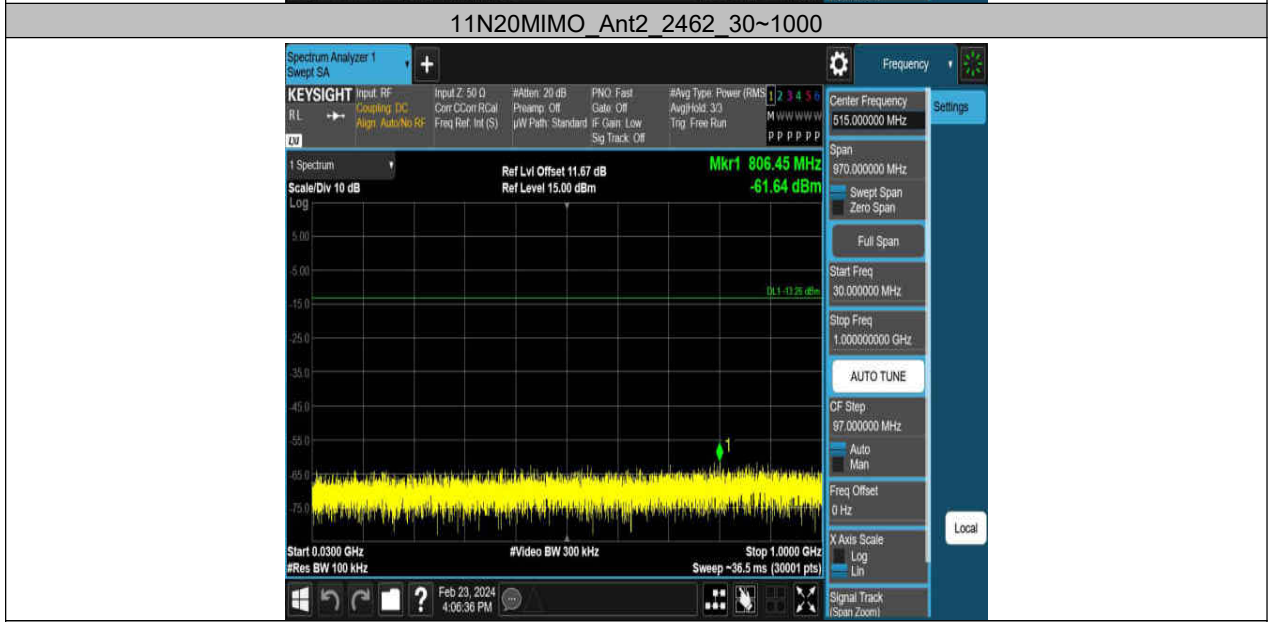 11N20MIMO_Ant2_2462_30~1000
Spectrum Analyzer 1
Swept SA
+
Frequency
KEYSIGHT
RL
LXI
Input: RF
Coupling: DC
Align: Auto/No RF
Input Z: 50 Ω
Corr CCorr RCal
Freq Ref: Int (S)
#Atten: 20 dB
Preamp: Off
µW Path: Standard
PNO: Fast
Gate: Off
IF Gain: Low
Sig Track: Off
#Avg Type: Power (RMS
Avg|Hold: 3/3
Trig: Free Run
1 2 3 4 5 6
M W W W W W
P P P P P P
1 Spectrum
Scale/Div 10 dB
Log
Ref Lvl Offset 11.67 dB
Ref Level 15.00 dBm
Mkr1 806.45 MHz
-61.64 dBm
5.00
-5.00
DL1 -13.25 dBm
-15.0
-25.0
-35.0
-45.0
-55.0
1
-65.0
-75.0
Start 0.0300 GHz
#Res BW 100 kHz
#Video BW 300 kHz
Stop 1.0000 GHz
Sweep ~36.5 ms (30001 pts)
?
Feb 23, 2024
4:06:36 PM
Center Frequency
515.000000 MHz
Span
970.000000 MHz
Swept Span
Zero Span
Full Span
Start Freq
30.000000 MHz
Stop Freq
1.000000000 GHz
AUTO TUNE
CF Step
97.000000 MHz
Auto
Man
Freq Offset
0 Hz
X Axis Scale
Log
Lin
Signal Track
(Span Zoom)
Settings
Local